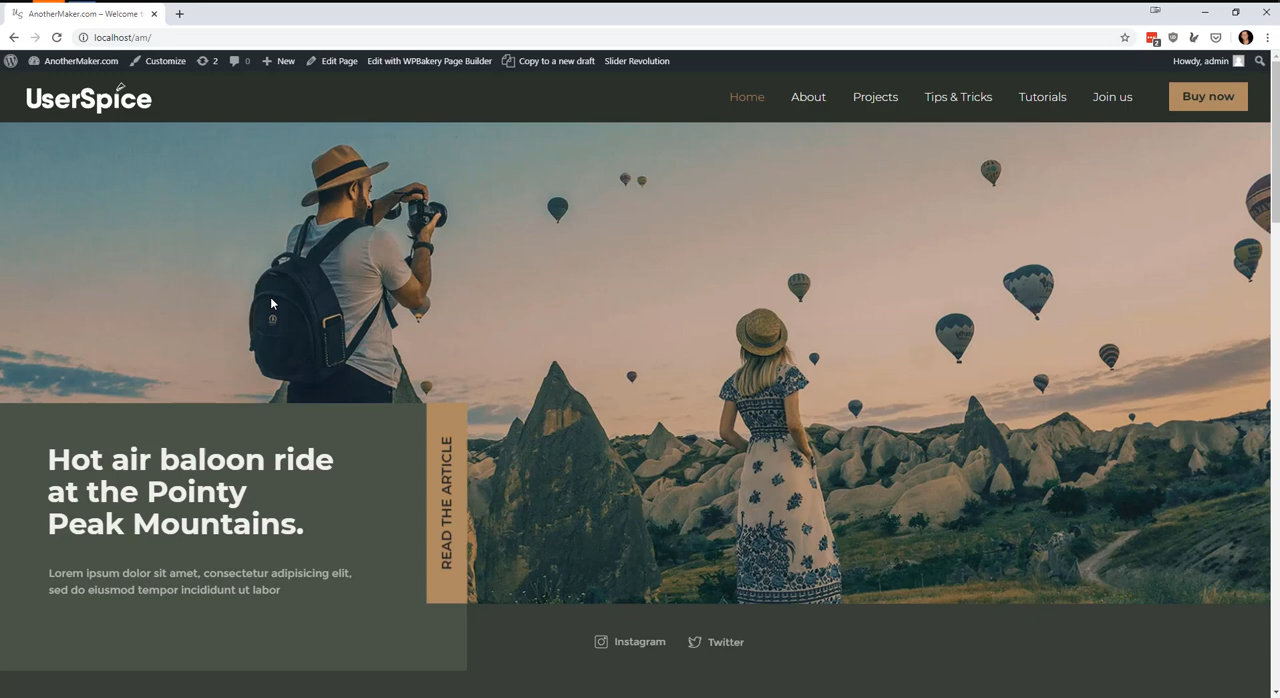 AnotherMaker.com – Welcome t
localhost/am/
2
AnotherMaker.com Customize 2 0 New Edit Page Edit with WPBakery Page Builder Copy to a new draft Slider Revolution Howdy, admin
UserSpice Home About Projects Tips & Tricks Tutorials Join us Buy now
Hot air baloon ride
at the Pointy
Peak Mountains.
Lorem ipsum dolor sit amet, consectetur adipisicing elit,
sed do eiusmod tempor incididunt ut labor
READ THE ARTICLE
Instagram Twitter